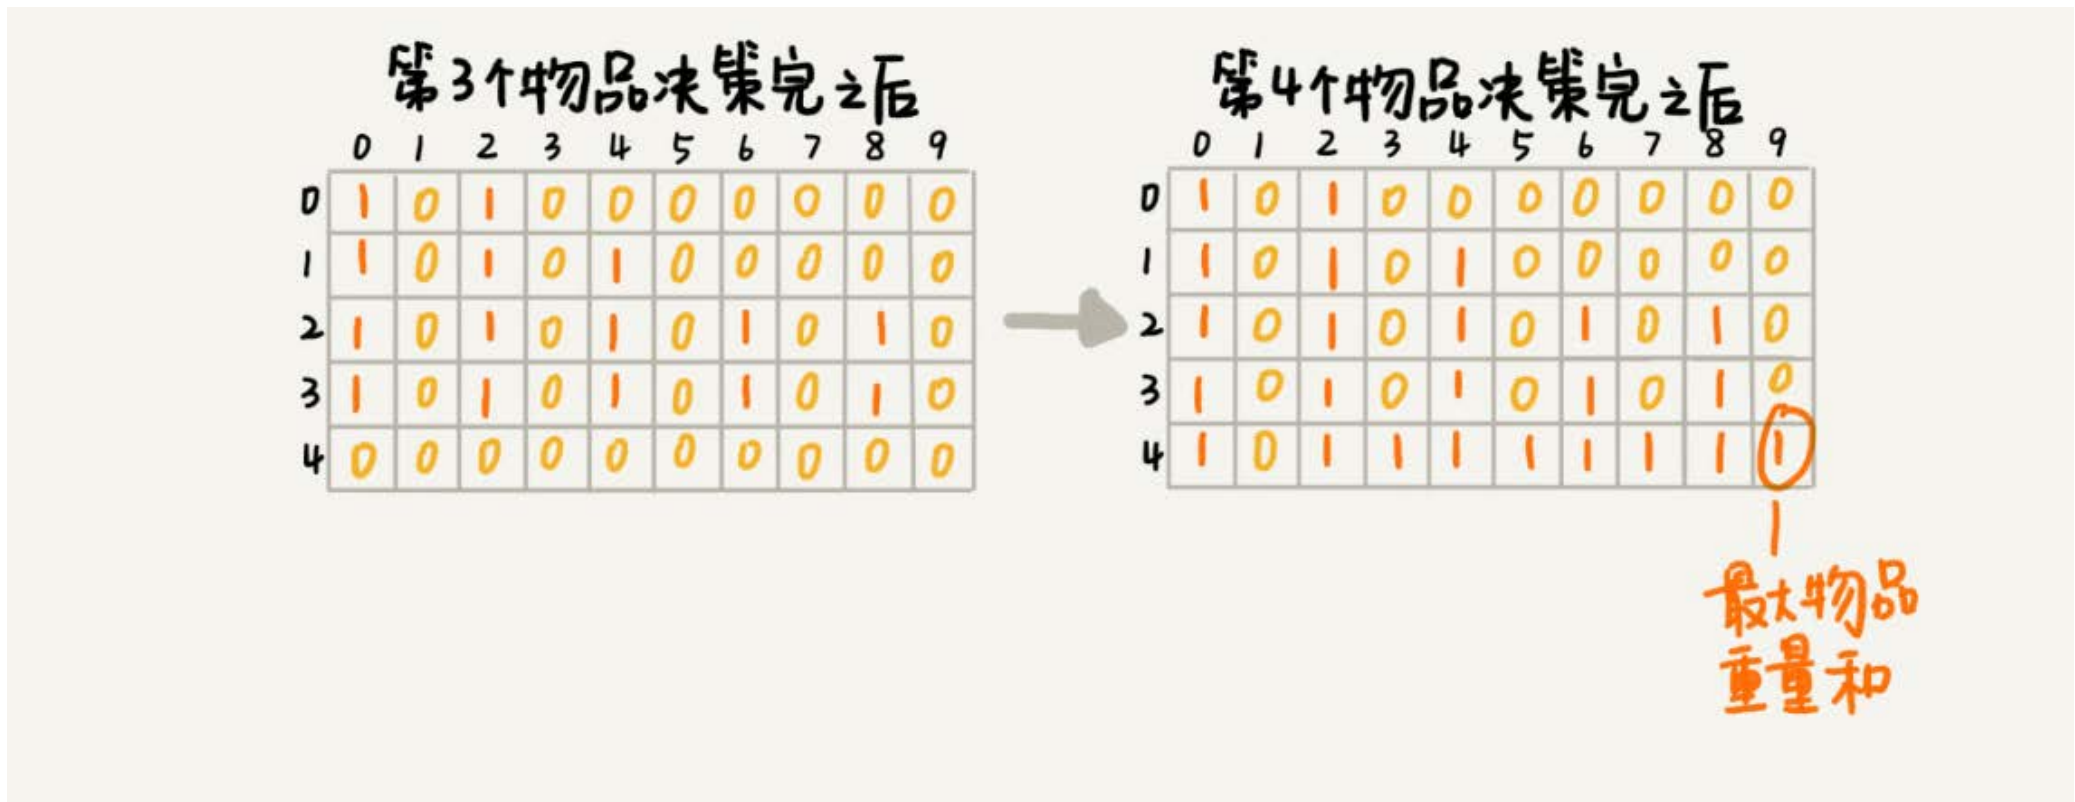 第3个物品决策完之后
0 1 2 3 4 5 6 7 8 9
0 1 0 1 0 0 0 0 0 0 0
1 1 0 1 0 1 0 0 0 0 0
2 1 0 1 0 1 0 1 0 1 0
3 1 0 1 0 1 0 1 0 1 0
4 0 0 0 0 0 0 0 0 0 0
第4个物品决策完之后
0 1 2 3 4 5 6 7 8 9
0 1 0 1 0 0 0 0 0 0 0
1 1 0 1 0 1 0 0 0 0 0
2 1 0 1 0 1 0 1 0 1 0
3 1 0 1 0 1 0 1 0 1 0
4 1 0 1 1 1 1 1 1 1 1
最大物品
重量和